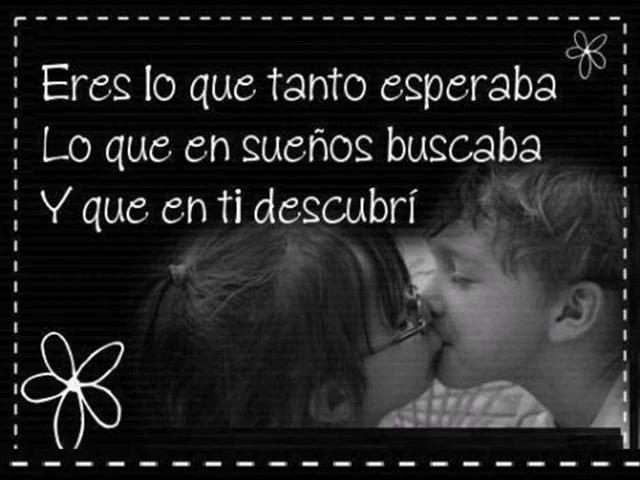 Eres lo que tanto esperaba
Lo que en sueños buscaba
Y que en ti descubrí